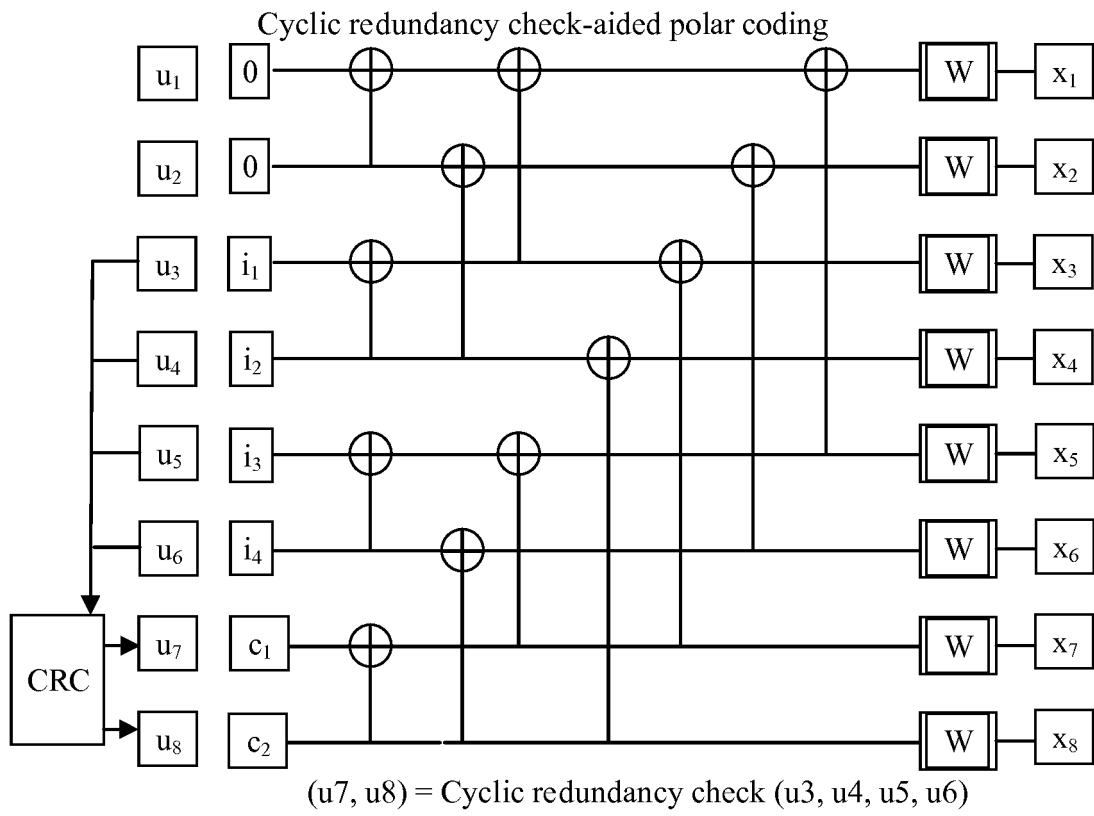 Cyclic redundancy check-aided polar coding
u₁ 0 W x₁
u₂ 0 W x₂
u₃ i₁ W x₃
u₄ i₂ W x₄
u₅ i₃ W x₅
u₆ i₄ W x₆
u₇ c₁ W x₇
CRC
u₈ c₂ W x₈
(u7, u8) = Cyclic redundancy check (u3, u4, u5, u6)